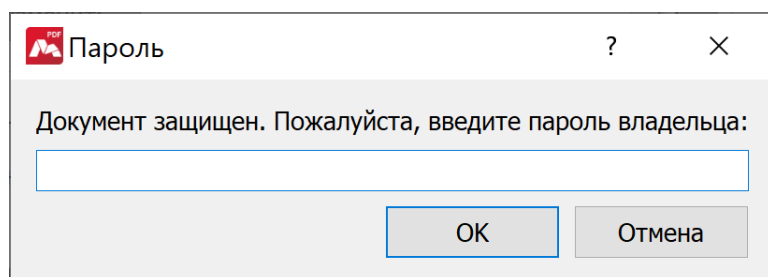 PDF
Пароль
?
Документ защищен. Пожалуйста, введите пароль владельца:
OK
Отмена